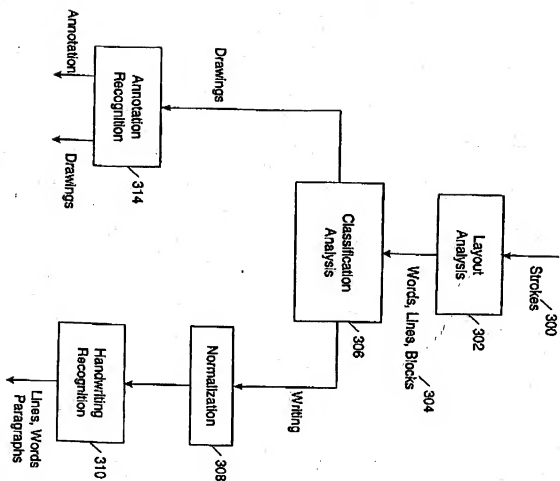 300
Strokes
Layout
Analysis
302
304
Words, Lines, Blocks
Classification
Analysis
306
Drawings
Writing
Annotation
Recognition
314
Annotation
Drawings
Normalization
308
Handwriting
Recognition
310
Lines, Words
Paragraphs